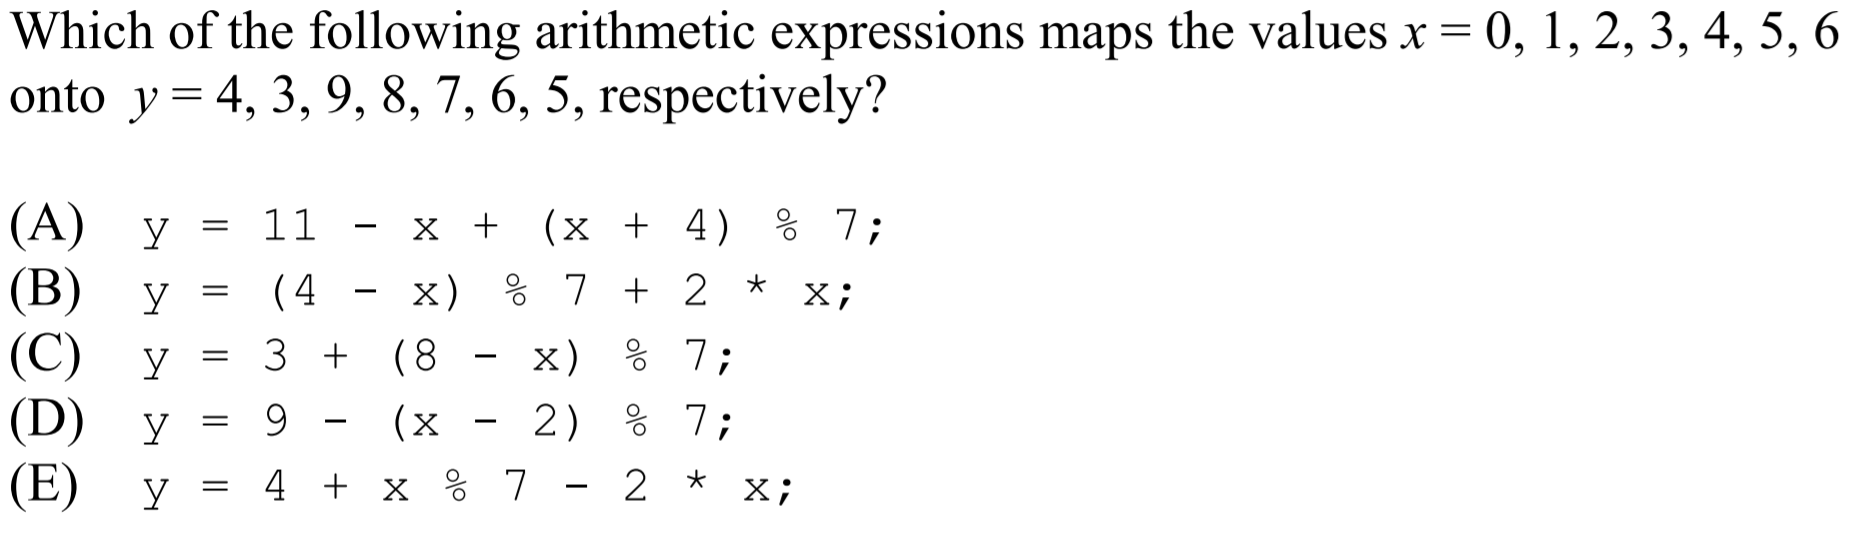 Which of the following arithmetic expressions maps the values x = 0, 1, 2, 3, 4, 5, 6
onto y = 4, 3, 9, 8, 7, 6, 5, respectively?
(A) y = 11 - x + (x + 4) % 7;
(B) y = (4 - x) % 7 + 2 * x;
(C) y = 3 + (8 - x) % 7;
(D) y = 9 - (x - 2) % 7;
(E) y = 4 + x % 7 - 2 * x;